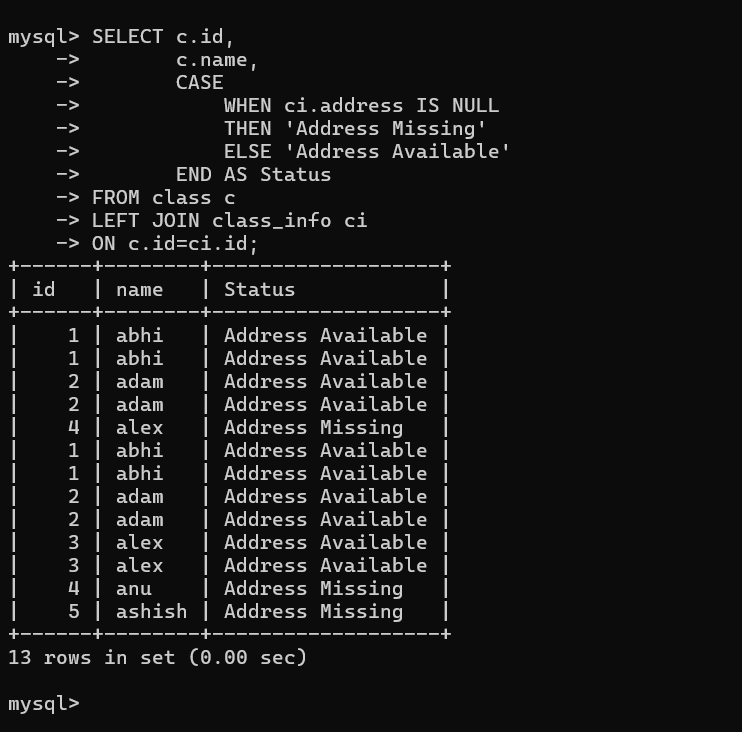 mysql> SELECT c.id,
    ->        c.name,
    ->        CASE
    ->            WHEN ci.address IS NULL
    ->            THEN 'Address Missing'
    ->            ELSE 'Address Available'
    ->        END AS Status
    -> FROM class c
    -> LEFT JOIN class_info ci
    -> ON c.id=ci.id;
+------+--------+-------------------+
| id   | name   | Status            |
+------+--------+-------------------+
|    1 | abhi   | Address Available |
|    1 | abhi   | Address Available |
|    2 | adam   | Address Available |
|    2 | adam   | Address Available |
|    4 | alex   | Address Missing   |
|    1 | abhi   | Address Available |
|    1 | abhi   | Address Available |
|    2 | adam   | Address Available |
|    2 | adam   | Address Available |
|    3 | alex   | Address Available |
|    3 | alex   | Address Available |
|    4 | anu    | Address Missing   |
|    5 | ashish | Address Missing   |
+------+--------+-------------------+
13 rows in set (0.00 sec)
mysql>